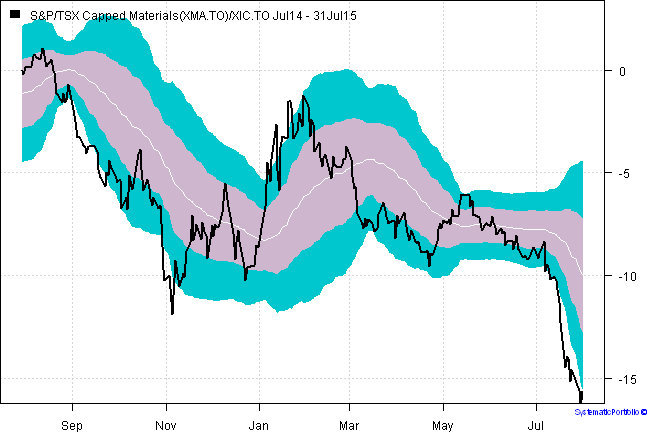 S&P/TSX Capped Materials(XMA.TO)/XIC.TO Jul14 - 31Jul15
0
-5
-10
-15
Sep Nov Jan Mar May Jul
SystematicPortfolio ©